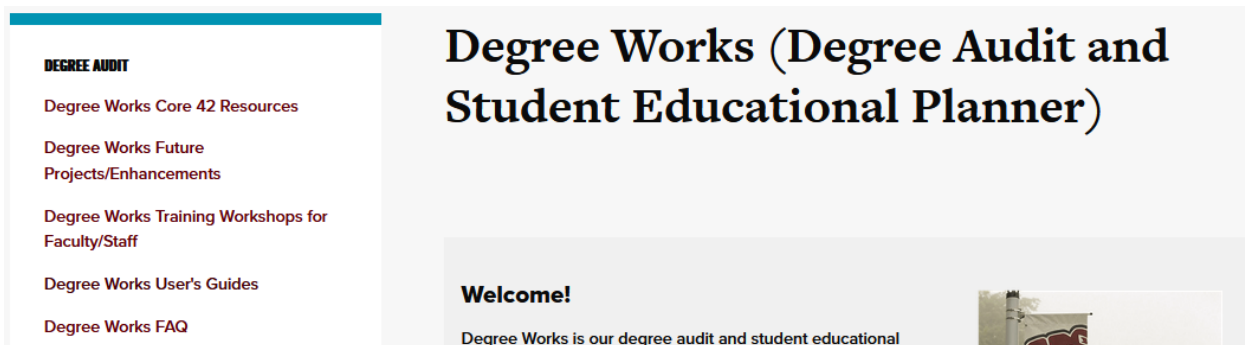 DEGREE AUDIT
Degree Works Core 42 Resources
Degree Works Future
Projects/Enhancements
Degree Works Training Workshops for
Faculty/Staff
Degree Works User's Guides
Degree Works FAQ
Degree Works (Degree Audit and
Student Educational Planner)
Welcome!
Degree Works is our degree audit and student educational